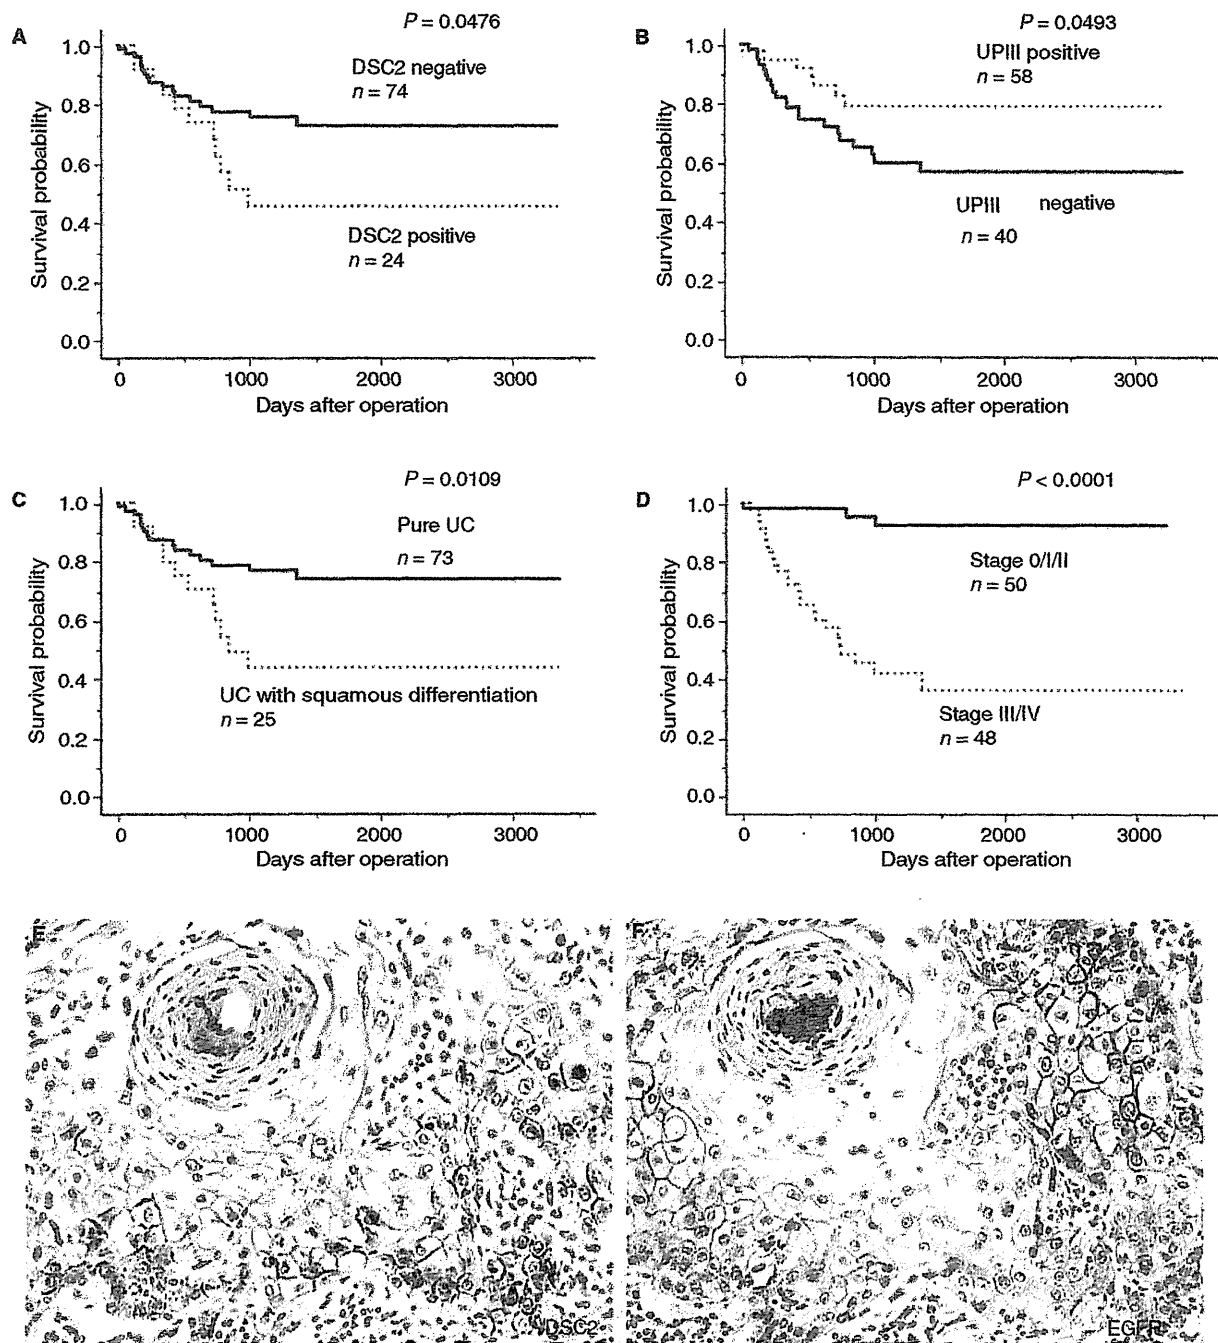 A
P = 0.0476
1.0
0.8
0.6
0.4
0.2
0.0
Survival probability
DSC2 negative
n = 74
DSC2 positive
n = 24
0
1000
2000
3000
Days after operation
B
P = 0.0493
1.0
0.8
0.6
0.4
0.2
0.0
Survival probability
UPIII positive
n = 58
UPIII negative
n = 40
0
1000
2000
3000
Days after operation
C
P = 0.0109
1.0
0.8
0.6
0.4
0.2
0.0
Survival probability
Pure UC
n = 73
UC with squamous differentiation
n = 25
0
1000
2000
3000
Days after operation
D
P < 0.0001
1.0
0.8
0.6
0.4
0.2
0.0
Survival probability
Stage 0/I/II
n = 50
Stage III/IV
n = 48
0
1000
2000
3000
Days after operation
E
DSC2
F
EGFR